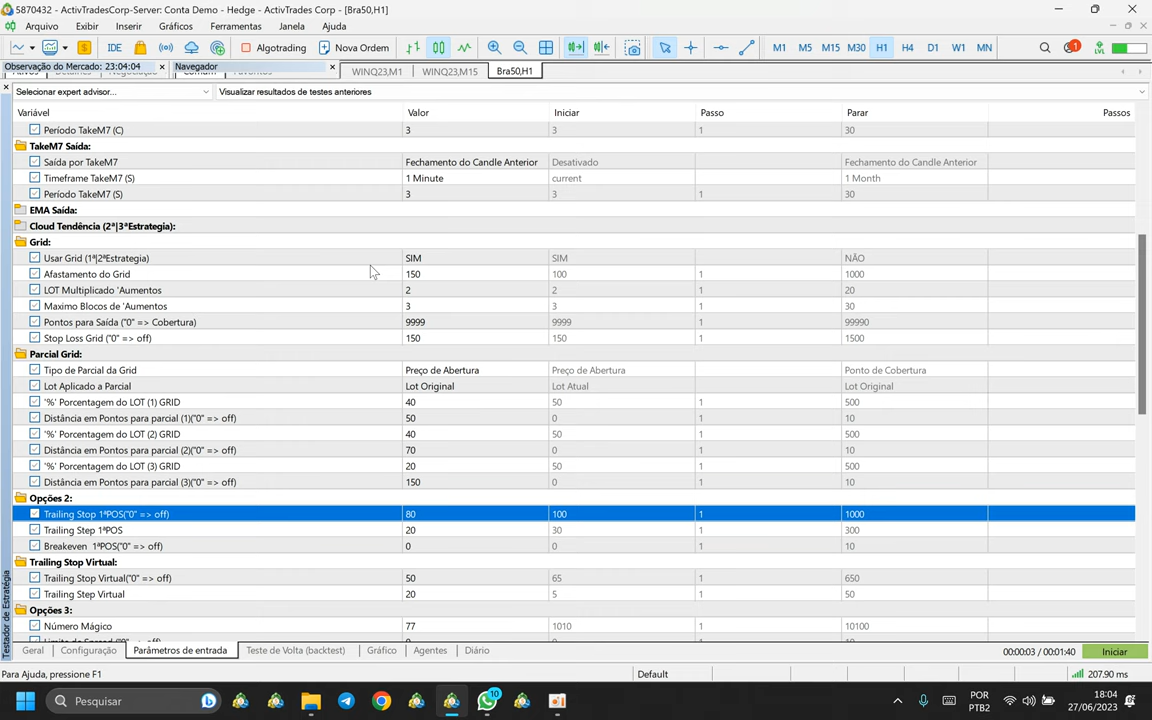 5870432 - ActivTradesCorp-Server: Conta Demo - Hedge - ActivTrades Corp - [Bra50,H1]
Arquivo Exibir Inserir Gráficos Ferramentas Janela Ajuda
IDE Algotrading Nova Ordem M1 M5 M15 M30 H1 H4 D1 W1 MN 1 LVL
Observação do Mercado: 23:04:04 × Navegador × WINQ23,M1 WINQ23,M15 Bra50,H1
Selecionar expert advisor... Visualizar resultados de testes anteriores
Variável Valor Iniciar Passo Parar Passos
Período TakeM7 (C) 3 3 1 30
TakeM7 Saída:
Saída por TakeM7 Fechamento do Candle Anterior Desativado Fechamento do Candle Anterior
Timeframe TakeM7 (S) 1 Minute current 1 Month
Período TakeM7 (S) 3 3 1 30
EMA Saída:
Cloud Tendência (2ª|3ªEstrategia):
Grid:
Usar Grid (1ª|2ªEstrategia) SIM SIM NÃO
Afastamento do Grid 150 100 1 1000
LOT Multiplicado 'Aumentos 2 2 1 20
Maximo Blocos de 'Aumentos 3 3 1 30
Pontos para Saída ("0" => Cobertura) 9999 9999 1 99990
Stop Loss Grid ("0" => off) 150 150 1 1500
Parcial Grid:
Tipo de Parcial da Grid Preço de Abertura Preço de Abertura Ponto de Cobertura
Lot Aplicado a Parcial Lot Original Lot Atual Lot Original
'%' Porcentagem do LOT (1) GRID 40 50 1 500
Distância em Pontos para parcial (1)("0" => off) 50 0 1 10
'%' Porcentagem do LOT (2) GRID 40 50 1 500
Distância em Pontos para parcial (2)("0" => off) 70 0 1 10
'%' Porcentagem do LOT (3) GRID 20 50 1 500
Distância em Pontos para parcial (3)("0" => off) 150 0 1 10
Opções 2:
Trailing Stop 1ªPOS("0" => off) 80 100 1 1000
Trailing Step 1ªPOS 20 30 1 300
Breakeven 1ªPOS("0" => off) 0 0 1 10
Trailing Stop Virtual:
Trailing Stop Virtual("0" => off) 50 65 1 650
Trailing Step Virtual 20 5 1 50
Opções 3:
Número Mágico 77 1010 1 10100
Testador de Estratégia
Geral Configuração Parâmetros de entrada Teste de Volta (backtest) Gráfico Agentes Diário 00:00:03 / 00:01:40 Iniciar
Para Ajuda, pressione F1 Default 207.90 ms
Pesquisar 10 POR PTB2 18:04 27/06/2023